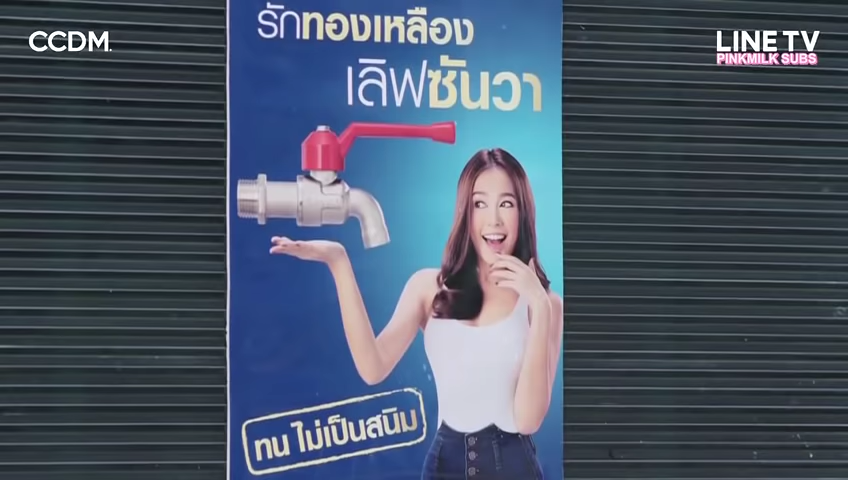 CCDM.
LINE TV
PINKMILK SUBS
รักทองเหลือง
เลิฟซันวา
ทน ไม่เป็นสนิม